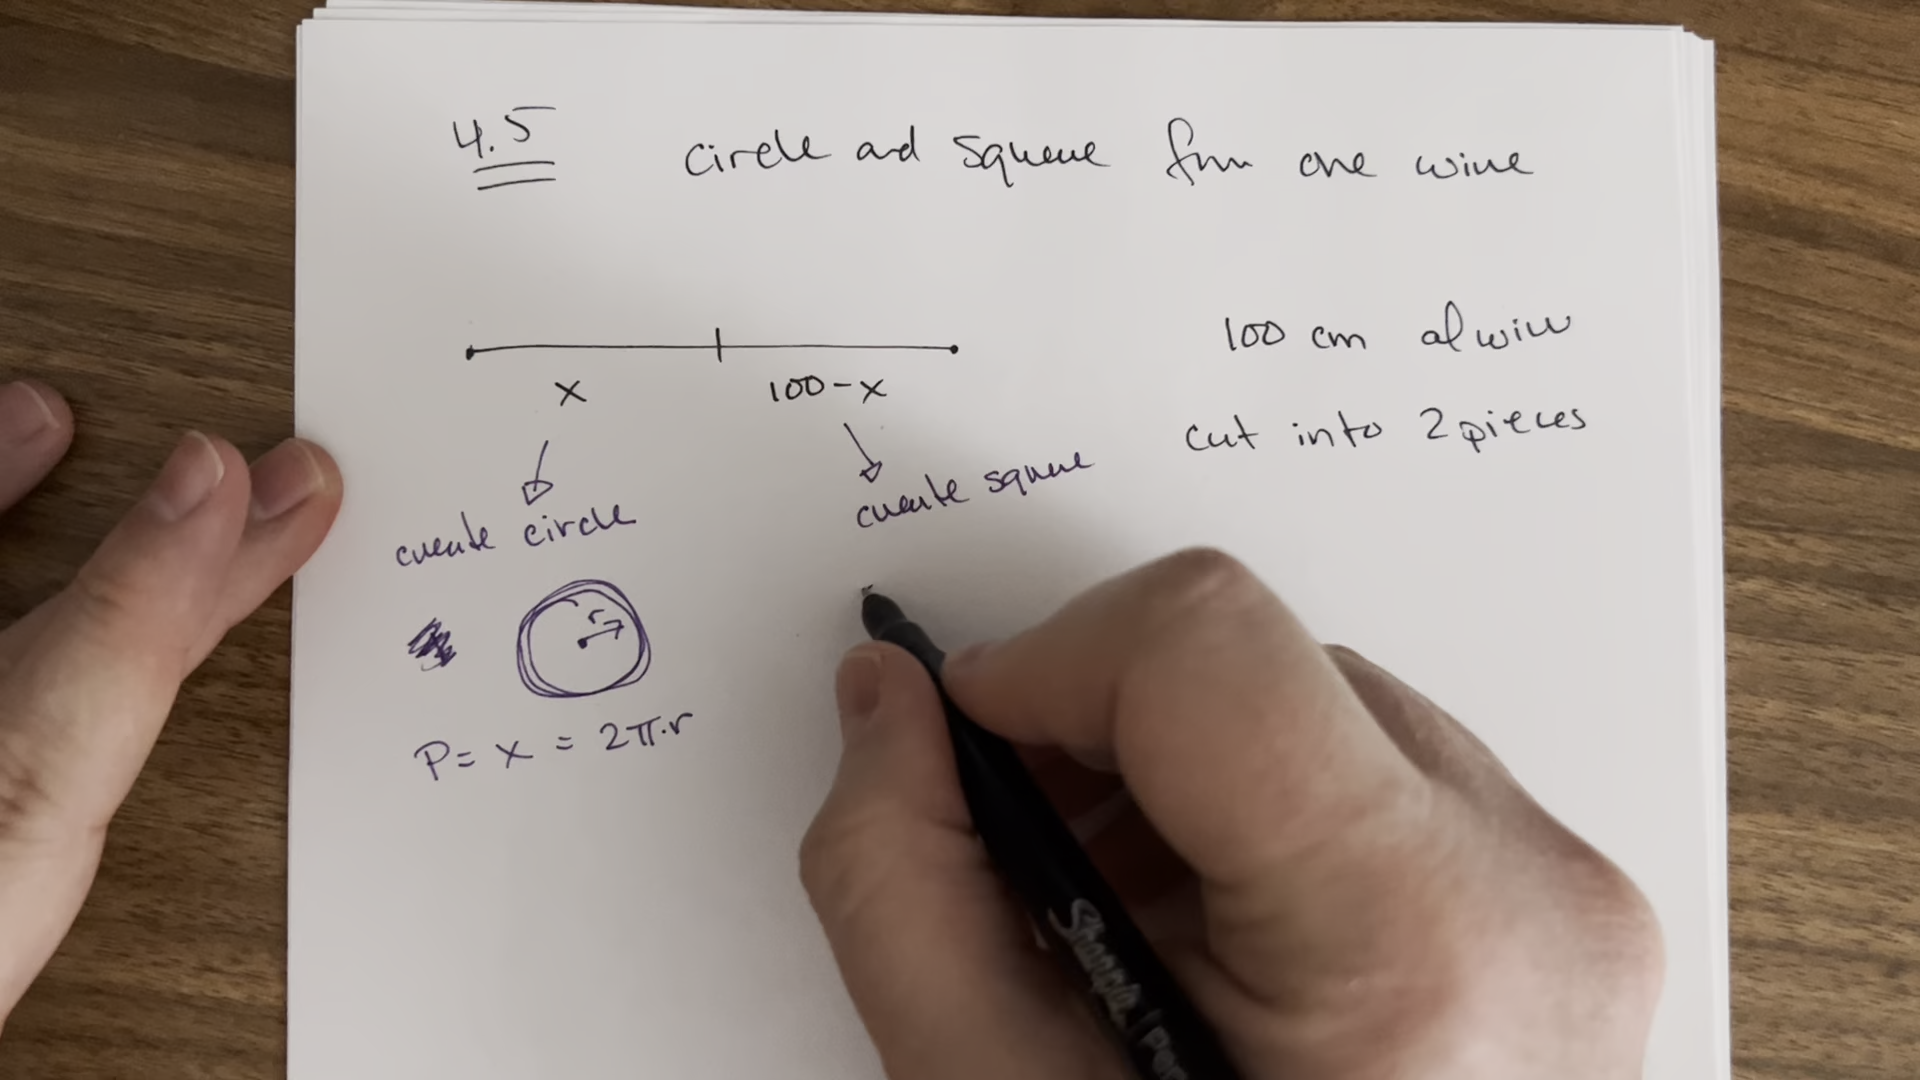 4.5 circle and square from one wire
100 cm of wire
x 100-x
cut into 2 pieces
create circle create square
r
P = x = 2π·r
Sharpie Pen